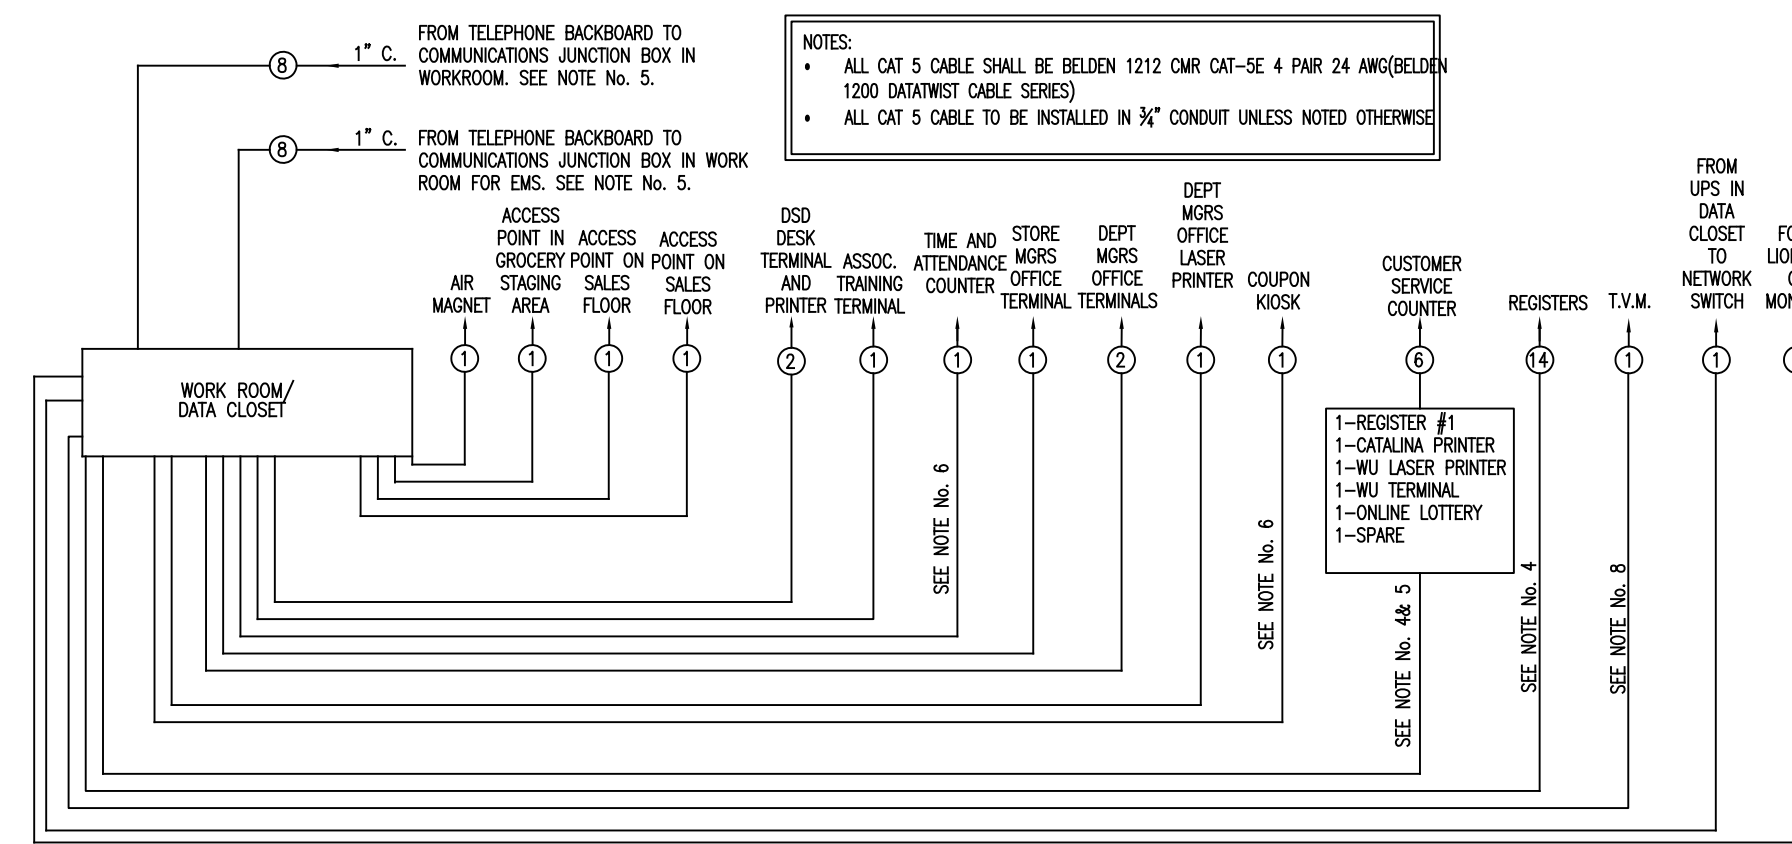 FROM TELEPHONE BACKBOARD TO
COMMUNICATIONS JUNCTION BOX IN
WORKROOM. SEE NOTE No. 5.
1" C.
8
FROM TELEPHONE BACKBOARD TO
COMMUNICATIONS JUNCTION BOX IN WORK
ROOM FOR EMS. SEE NOTE No. 5.
1" C.
8
NOTES:
• ALL CAT 5 CABLE SHALL BE BELDEN 1212 CMR CAT-5E 4 PAIR 24 AWG(BELDEN
1200 DATATWIST CABLE SERIES)
• ALL CAT 5 CABLE TO BE INSTALLED IN ¾" CONDUIT UNLESS NOTED OTHERWISE
AIR
MAGNET
1
ACCESS
POINT IN
GROCERY
STAGING
AREA
1
ACCESS
POINT ON
SALES
FLOOR
1
ACCESS
POINT ON
SALES
FLOOR
1
DSD
DESK
TERMINAL
AND
PRINTER
2
ASSOC.
TRAINING
TERMINAL
1
TIME AND
ATTENDANCE
COUNTER
1
STORE
MGRS
OFFICE
TERMINAL
1
DEPT
MGRS
OFFICE
TERMINALS
2
DEPT
MGRS
OFFICE
LASER
PRINTER
1
COUPON
KIOSK
1
CUSTOMER
SERVICE
COUNTER
6
REGISTERS
14
T.V.M.
1
FROM
UPS IN
DATA
CLOSET
TO
NETWORK
SWITCH
1
WORK ROOM/
DATA CLOSET
1-REGISTER #1
1-CATALINA PRINTER
1-WU LASER PRINTER
1-WU TERMINAL
1-ONLINE LOTTERY
1-SPARE
SEE NOTE No. 6
SEE NOTE No. 6
SEE NOTE No. 4& 5
SEE NOTE No. 4
SEE NOTE No. 8